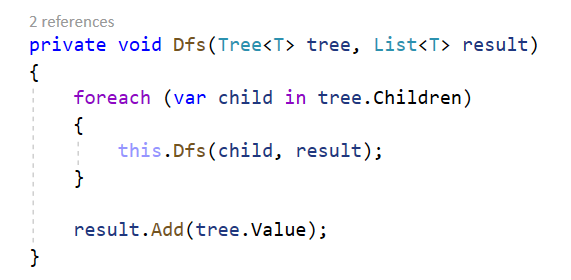 2 references
private void Dfs(Tree<T> tree, List<T> result)
{
    foreach (var child in tree.Children)
    {
        this.Dfs(child, result);
    }

    result.Add(tree.Value);
}